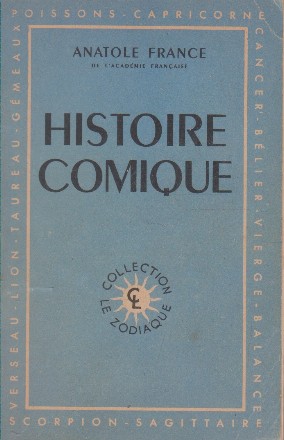 POISSONS-CAPRICORNE
CANCER-BÉLIER-VIERGE-BALANCE
SCORPION-SAGITTAIRE
VERSEAU-LION-TAUREAU-GÉMEAUX
ANATOLE FRANCE
DE L'ACADÉMIE FRANÇAISE
HISTOIRE
COMIQUE
COLLECTION
CL
LE ZODIAQUE